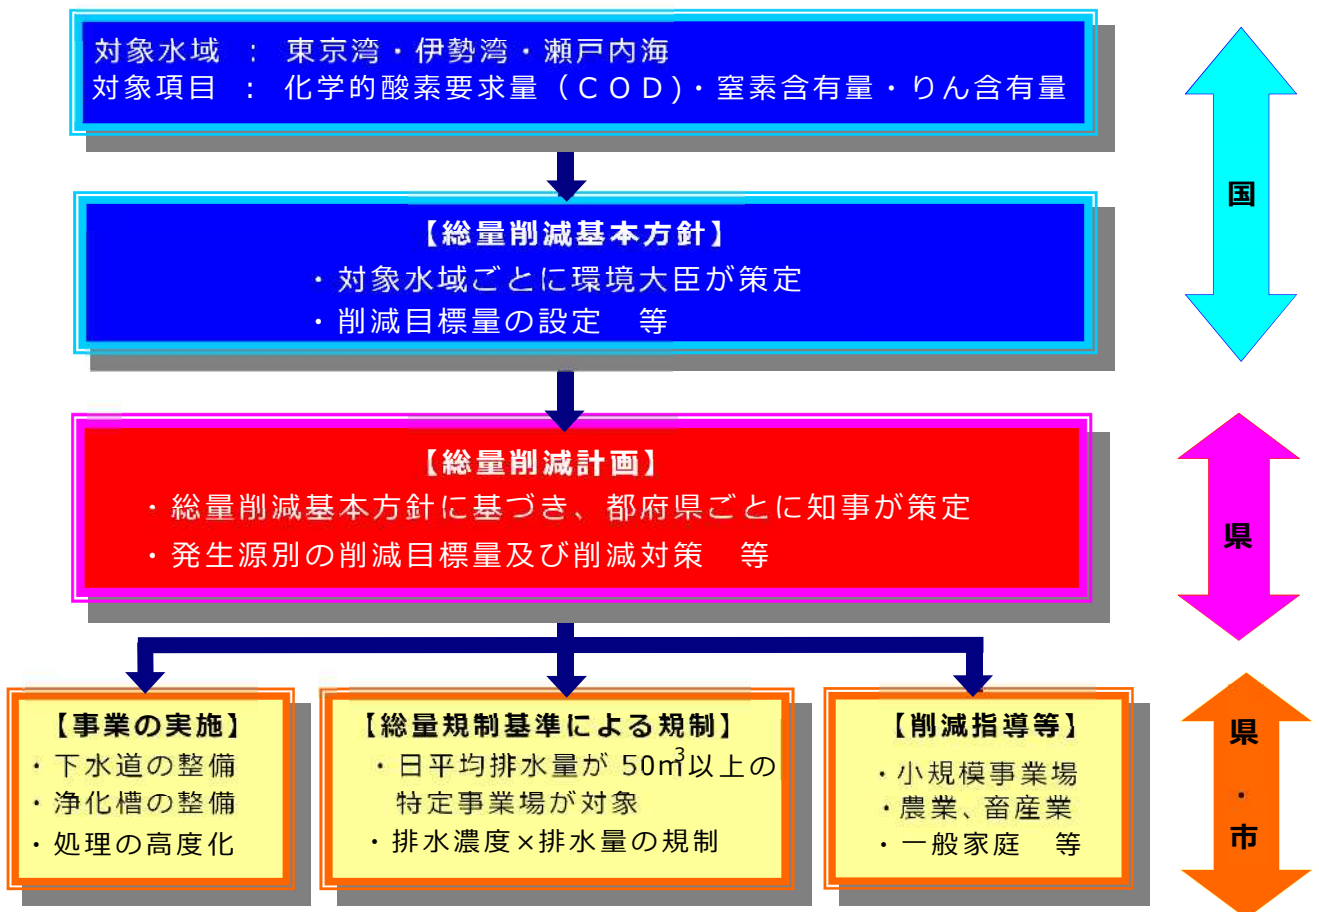 対象水域 : 東京湾・伊勢湾・瀬戸内海
対象項目 : 化学的酸素要求量(COD)・窒素含有量・りん含有量
国
【総量削減基本方針】
・対象水域ごとに環境大臣が策定
・削減目標量の設定 等
【総量削減計画】
・総量削減基本方針に基づき、都府県ごとに知事が策定
・発生源別の削減目標量及び削減対策 等
県
【事業の実施】
・下水道の整備
・浄化槽の整備
・処理の高度化
【総量規制基準による規制】
・日平均排水量が 50m³以上の
特定事業場が対象
・排水濃度×排水量の規制
【削減指導等】
・小規模事業場
・農業、畜産業
・一般家庭 等
県
・
市